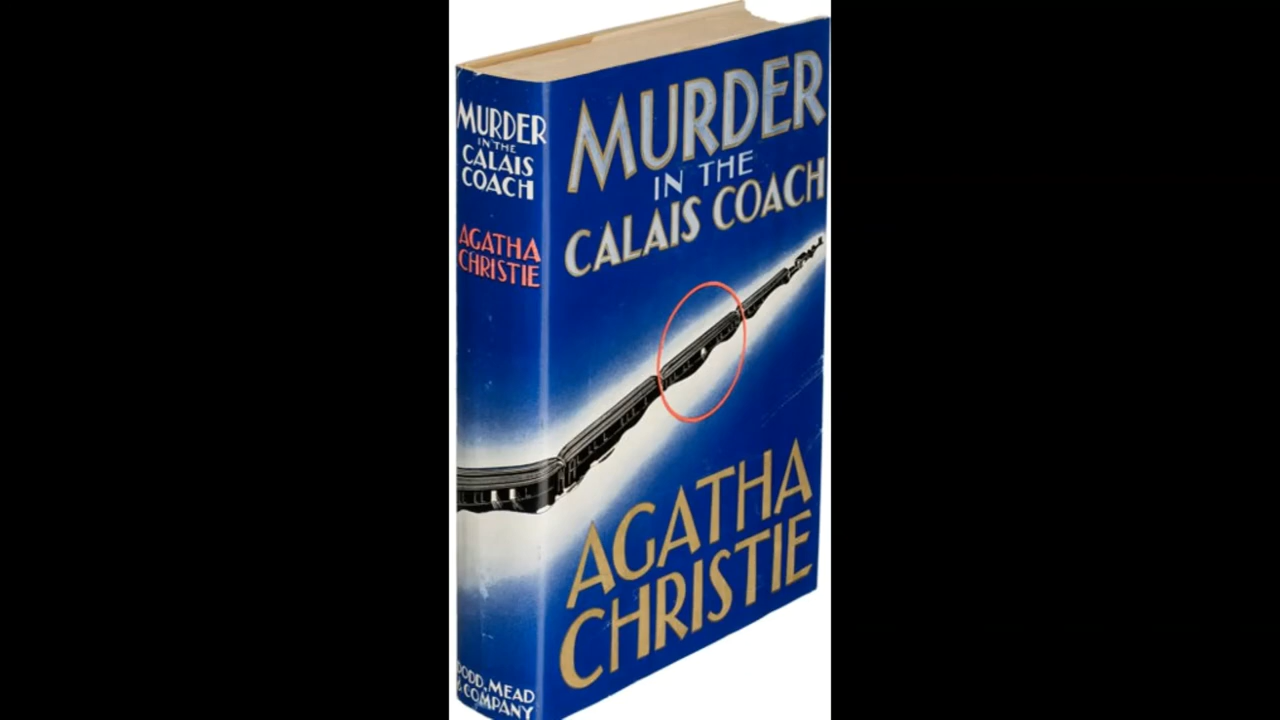 MURDER
IN THE
CALAIS
COACH
AGATHA
CHRISTIE
DODD, MEAD
& COMPANY
MURDER
IN THE
CALAIS COACH
AGATHA
CHRISTIE